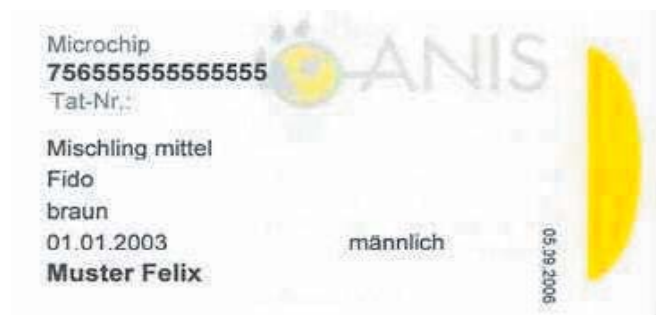 Microchip
756555555555555
ANIS
Tat-Nr.:
Mischling mittel
Fido
braun
01.01.2003 männlich
Muster Felix
05.09.2006